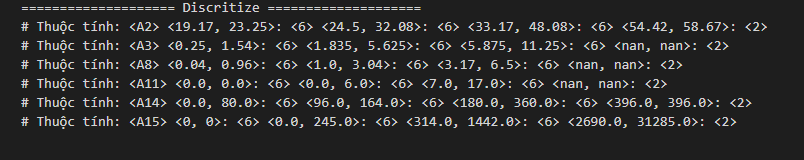 ==================== Discritize ====================
# Thuộc tính: <A2> <19.17, 23.25>: <6> <24.5, 32.08>: <6> <33.17, 48.08>: <6> <54.42, 58.67>: <2>
# Thuộc tính: <A3> <0.25, 1.54>: <6> <1.835, 5.625>: <6> <5.875, 11.25>: <6> <nan, nan>: <2>
# Thuộc tính: <A8> <0.04, 0.96>: <6> <1.0, 3.04>: <6> <3.17, 6.5>: <6> <nan, nan>: <2>
# Thuộc tính: <A11> <0.0, 0.0>: <6> <0.0, 6.0>: <6> <7.0, 17.0>: <6> <nan, nan>: <2>
# Thuộc tính: <A14> <0.0, 80.0>: <6> <96.0, 164.0>: <6> <180.0, 360.0>: <6> <396.0, 396.0>: <2>
# Thuộc tính: <A15> <0, 0>: <6> <0.0, 245.0>: <6> <314.0, 1442.0>: <6> <2690.0, 31285.0>: <2>